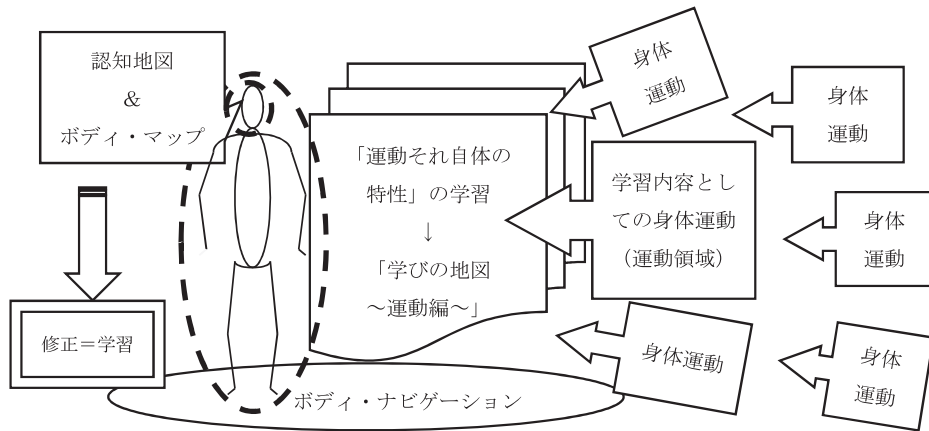 認知地図
&
ボディ・マップ
修正＝学習
「運動それ自体の
特性」の学習
↓
「学びの地図
～運動編～」
ボディ・ナビゲーション
身体
運動
学習内容とし
ての身体運動
（運動領域）
身体運動
身体
運動
身体
運動
身体
運動